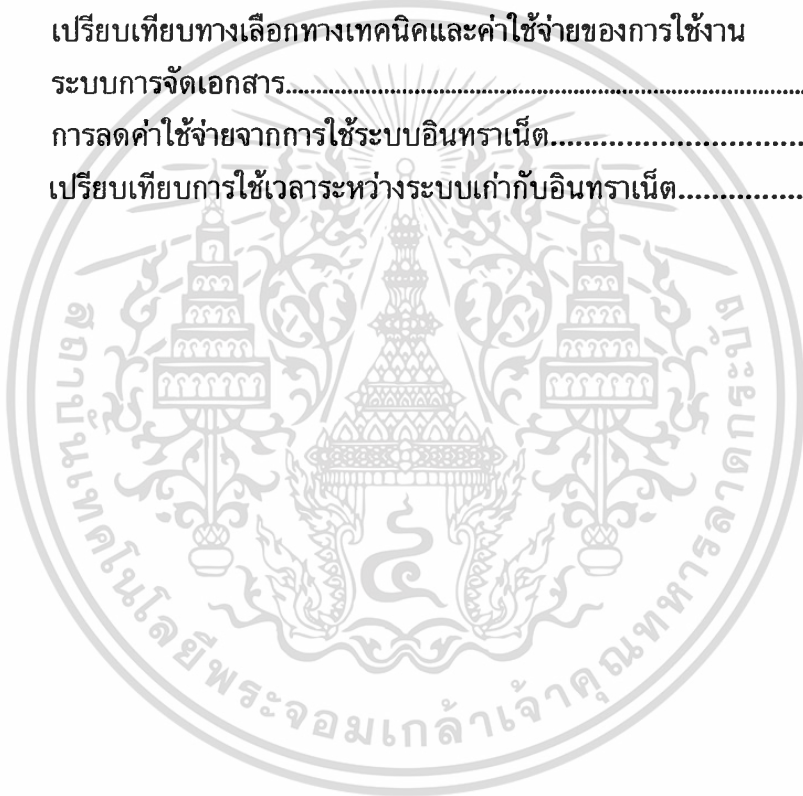 เปรียบเทียบทางเลือกทางเทคนิคและค่าใช้จ่ายของการใช้งาน
ระบบการจัดเอกสาร................................................................................
การลดค่าใช้จ่ายจากการใช้ระบบอินทราเน็ต..............................
เปรียบเทียบการใช้เวลาระหว่างระบบเก่ากับอินทราเน็ต...............
สถาบันเทคโนโลยีพระจอมเกล้าเจ้าคุณทหารลาดกระบัง